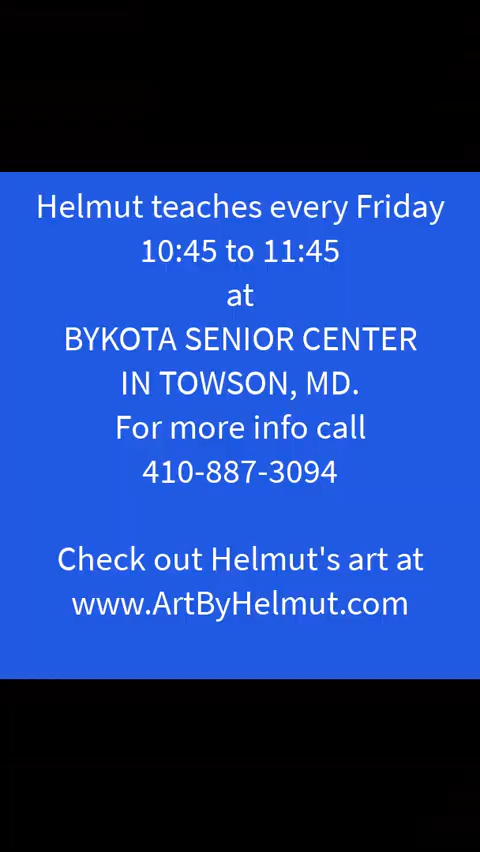 Helmut teaches every Friday
10:45 to 11:45
at
BYKOTA SENIOR CENTER
IN TOWSON, MD.
For more info call
410-887-3094
Check out Helmut's art at
www.ArtByHelmut.com